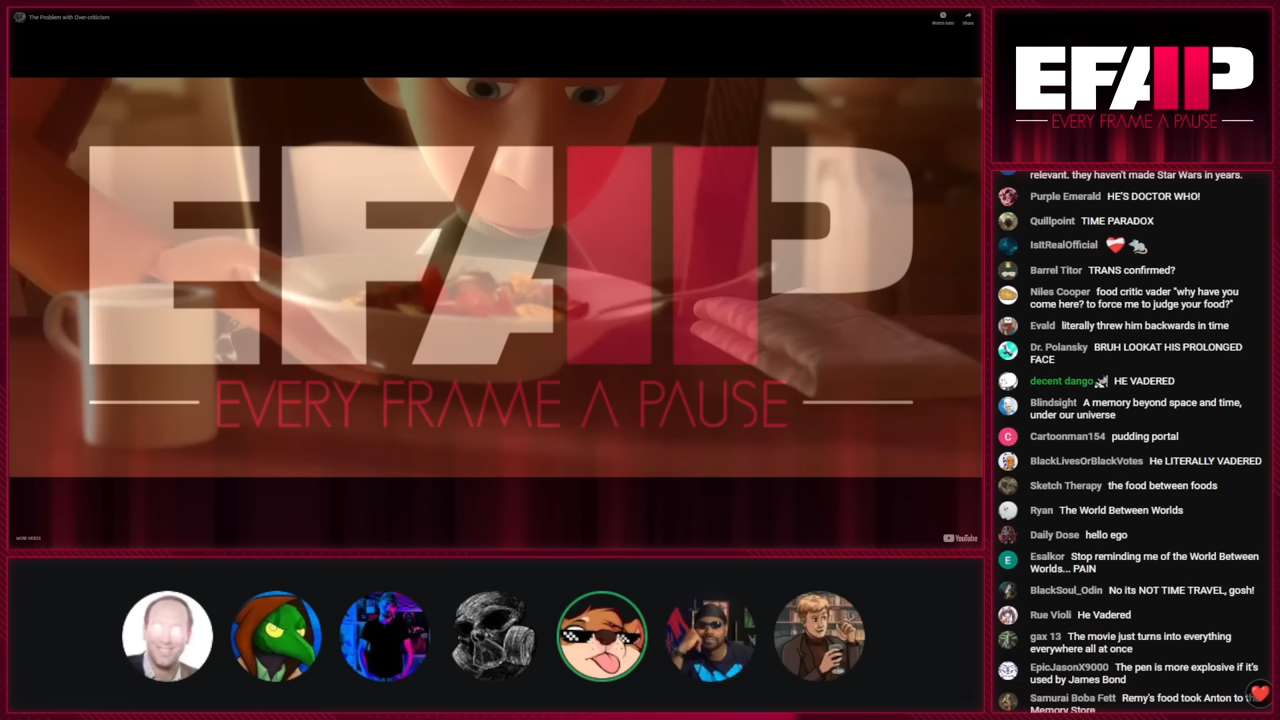 The Problem with Over-criticism
Watch later
Share
EFAP
EVERY FRAME A PAUSE
MORE VIDEOS
YouTube
EFAP
EVERY FRAME A PAUSE
relevant. they haven't made Star Wars in years.
Purple Emerald HE'S DOCTOR WHO!
Quillpoint TIME PARADOX
IsItRealOfficial
Barrel Titor TRANS confirmed?
Niles Cooper food critic vader "why have you
come here? to force me to judge your food?"
Evald literally threw him backwards in time
Dr. Polansky BRUH LOOKAT HIS PROLONGED
FACE
decent dango HE VADERED
Blindsight A memory beyond space and time,
under our universe
C
Cartoonman154 pudding portal
BlackLivesOrBlackVotes He LITERALLY VADERED
Sketch Therapy the food between foods
Ryan The World Between Worlds
Daily Dose hello ego
E
Esalkor Stop reminding me of the World Between
Worlds... PAIN
BlackSoul_Odin No its NOT TIME TRAVEL, gosh!
Rue Violi He Vadered
gax 13 The movie just turns into everything
everywhere all at once
EpicJasonX9000 The pen is more explosive if it's
used by James Bond
Samurai Boba Fett Remy's food took Anton to the
Memory Store